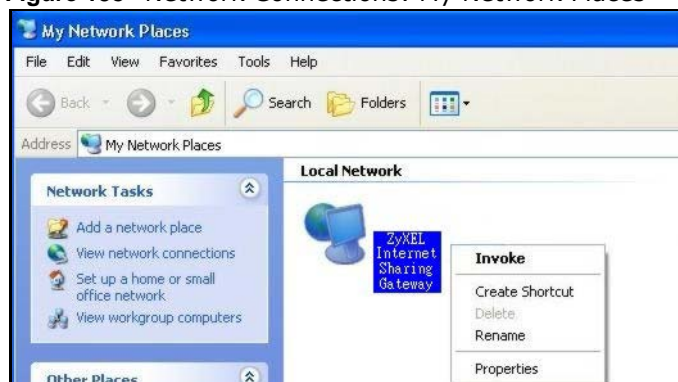 My Network Places
File Edit View Favorites Tools Help
Back Search Folders
Address My Network Places
Network Tasks
Add a network place
View network connections
Set up a home or small
office network
View workgroup computers
Other Places
Local Network
ZyXEL
Internet
Sharing
Gateway
Invoke
Create Shortcut
Delete
Rename
Properties